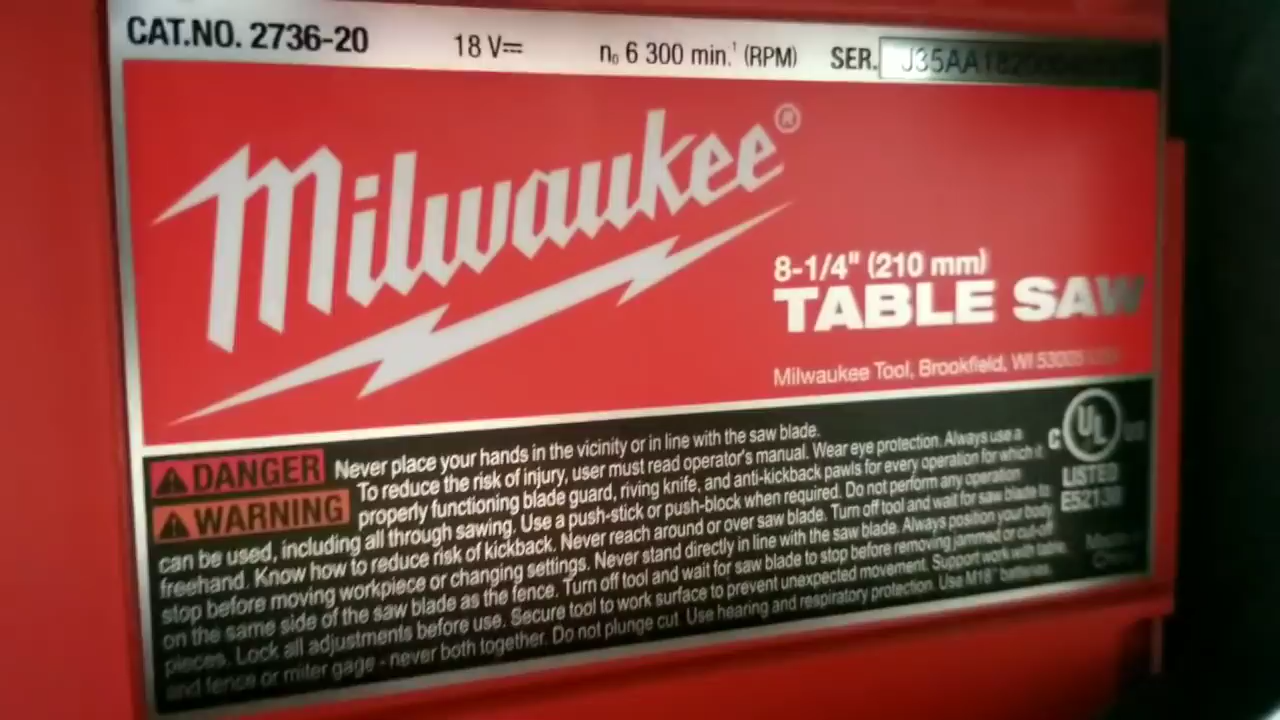 CAT.NO. 2736-20 18 V⎓ n₀ 6 300 min.⁻¹ (RPM) SER. J35AA182
Milwaukee®
8-1/4" (210 mm)
TABLE SAW
Milwaukee Tool, Brookfield, WI 53005
DANGER Never place your hands in the vicinity or in line with the saw blade.
WARNING To reduce the risk of injury, user must read operator's manual. Wear eye protection. Always use a
properly functioning blade guard, riving knife, and anti-kickback pawls for every operation for which it
can be used, including all through sawing. Use a push-stick or push-block when required. Do not perform any operation
freehand. Know how to reduce risk of kickback. Never reach around or over saw blade. Turn off tool and wait for saw blade to
stop before moving workpiece or changing settings. Never stand directly in line with the saw blade. Always position your body
on the same side of the saw blade as the fence. Turn off tool and wait for saw blade to stop before removing jammed or cut-off
pieces. Lock all adjustments before use. Secure tool to work surface to prevent unexpected movement. Support work with table
and fence or miter gage - never both together. Do not plunge cut. Use hearing and respiratory protection. Use M18™ batteries.
C UL US
LISTED